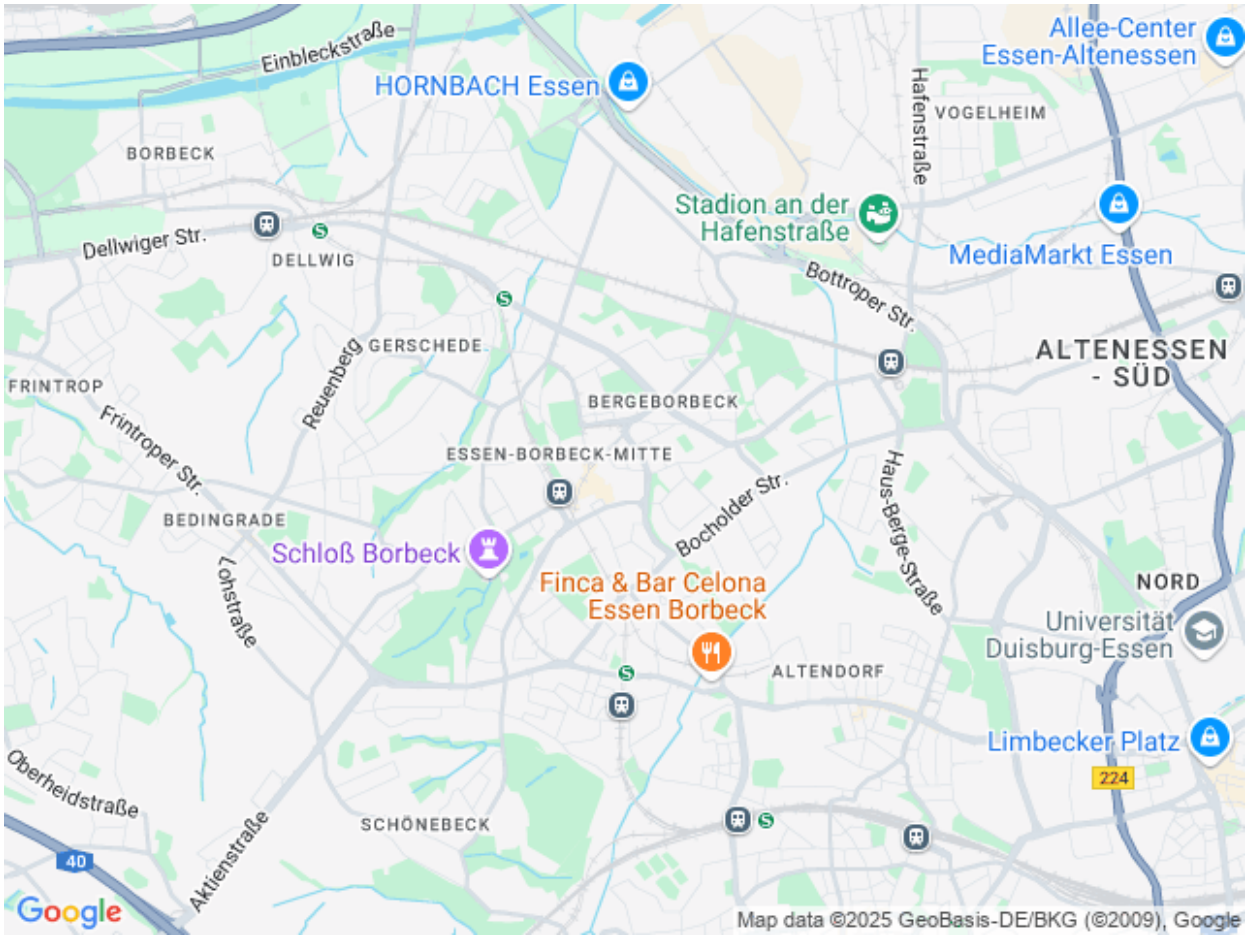 Allee-Center
Essen-Altenessen
Einbleckstraße
HORNBACH Essen
Hafenstraße
VOGELHEIM
BORBECK
Stadion an der
Hafenstraße
Dellwiger Str.
DELLWIG
S
MediaMarkt Essen
Bottroper Str.
S
Reuenberg
GERSCHEDE
ALTENESSEN
- SÜD
FRINTROP
BERGEBORBECK
Frintroper Str.
ESSEN-BORBECK-MITTE
Haus-Berge-Straße
Bocholder Str.
BEDINGRADE
Schloß Borbeck
Lohstraße
Finca & Bar Celona
Essen Borbeck
NORD
Universität
Duisburg-Essen
ALTENDORF
S
Limbecker Platz
224
Oberheidstraße
SCHÖNEBECK
S
Aktienstraße
40
Google
Map data ©2025 GeoBasis-DE/BKG (©2009), Google